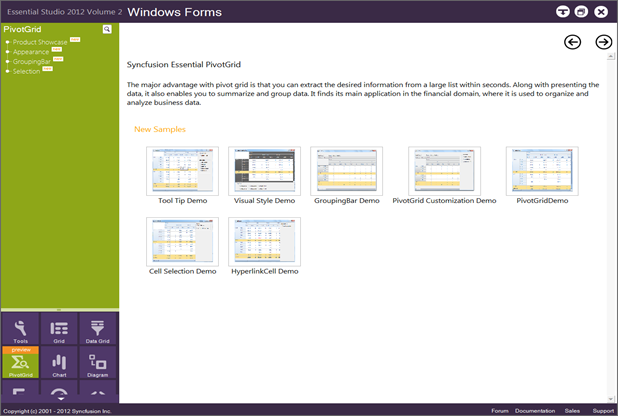 Essential Studio 2012 Volume 2 Windows Forms
PivotGrid
Product Showcase
Appearance
GroupingBar
Selection
Syncfusion Essential PivotGrid
The major advantage with pivot grid is that you can extract the desired information from a large list within seconds. Along with presenting the
data, it also enables you to summarize and group data. It finds its main application in the financial domain, where it is used to organize and
analyze business data.
New Samples
Tool Tip Demo Visual Style Demo GroupingBar Demo PivotGrid Customization Demo PivotGridDemo
Cell Selection Demo HyperlinkCell Demo
Tools Grid Data Grid
preview
PivotGrid Chart Diagram
Copyright (c) 2001 - 2012 Syncfusion Inc. Forum Documentation Sales Support